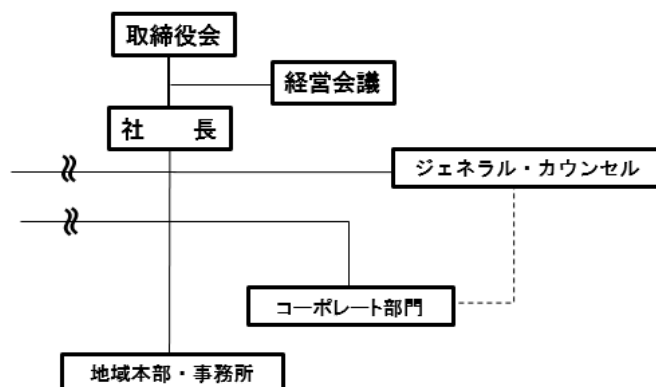 取締役会
経営会議
社　　長
ジェネラル・カウンセル
コーポレート部門
地域本部・事務所